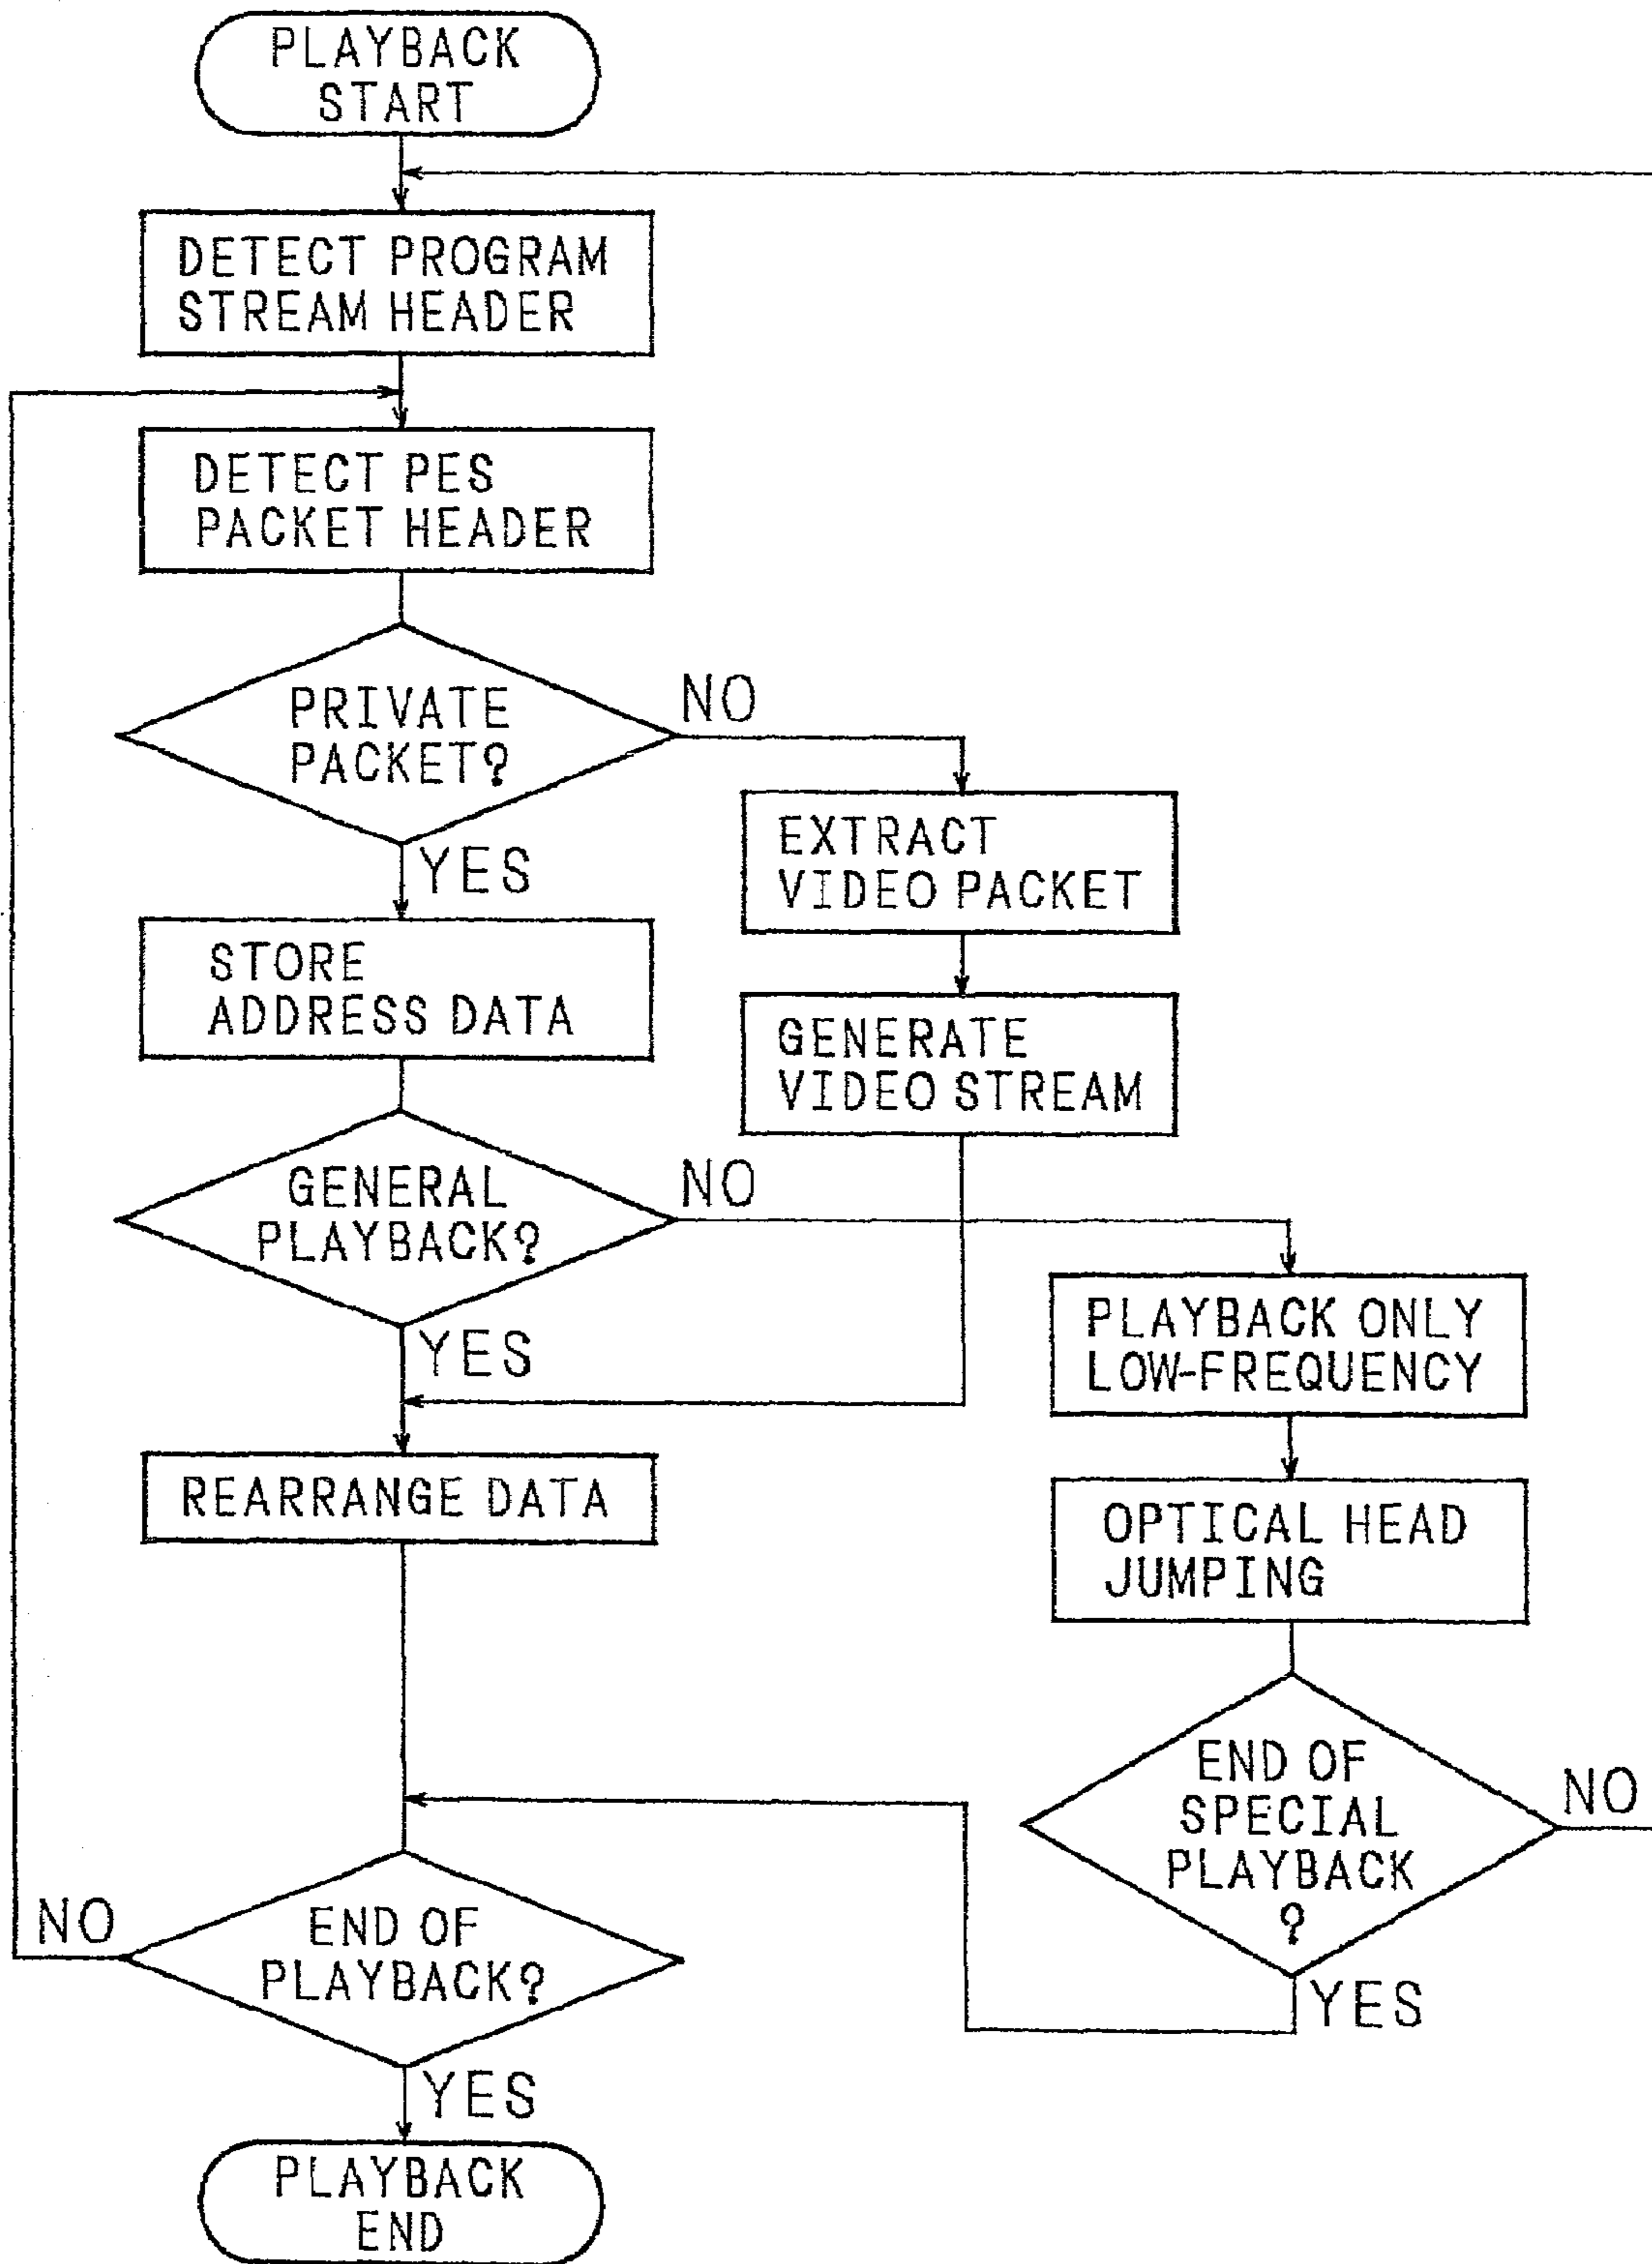 PLAYBACK
START
DETECT PROGRAM
STREAM HEADER
DETECT PES
PACKET HEADER
PRIVATE
PACKET?
NO
YES
EXTRACT
VIDEO PACKET
STORE
ADDRESS DATA
GENERATE
VIDEO STREAM
GENERAL
PLAYBACK?
NO
YES
PLAYBACK ONLY
LOW-FREQUENCY
REARRANGE DATA
OPTICAL HEAD
JUMPING
END OF
SPECIAL
PLAYBACK
?
NO
YES
END OF
PLAYBACK?
NO
YES
PLAYBACK
END